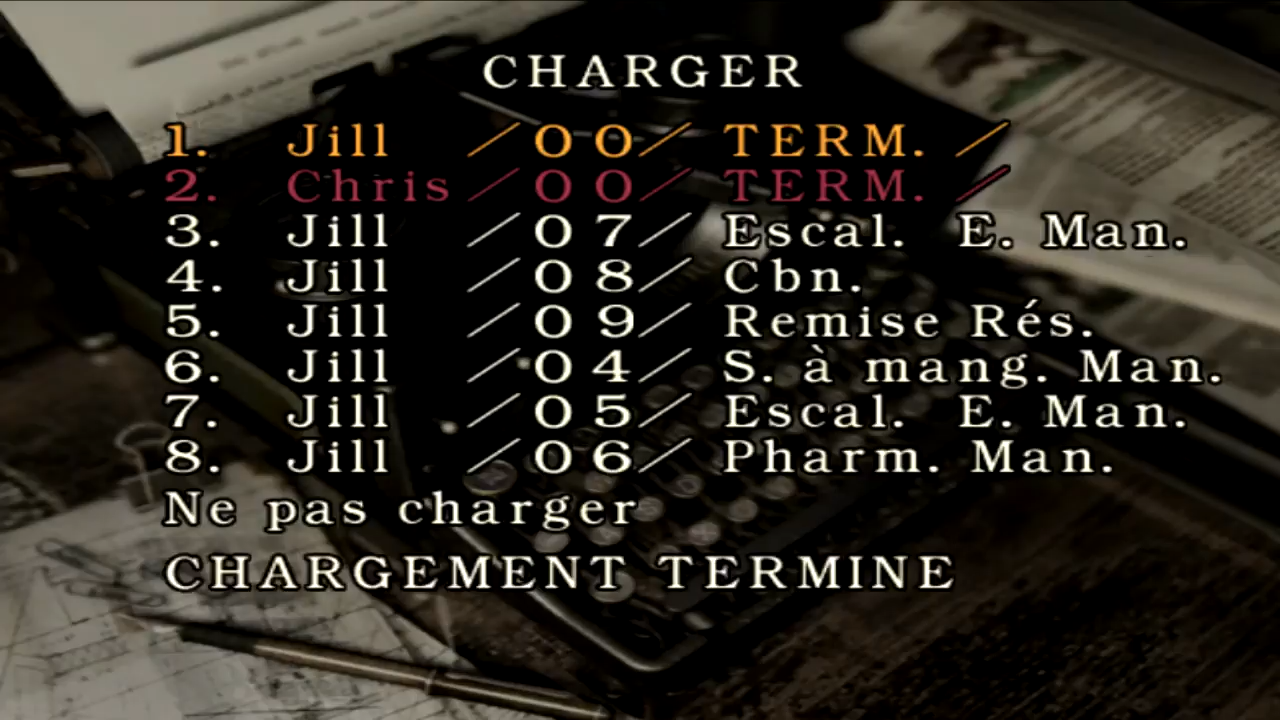 CHARGER
1. Jill / 00 / TERM. /
2. Chris / 00 / TERM. /
3. Jill / 07 / Escal. E. Man.
4. Jill / 08 / Cbn.
5. Jill / 09 / Remise Rés.
6. Jill / 04 / S. à mang. Man.
7. Jill / 05 / Escal. E. Man.
8. Jill / 06 / Pharm. Man.
Ne pas charger
CHARGEMENT TERMINE